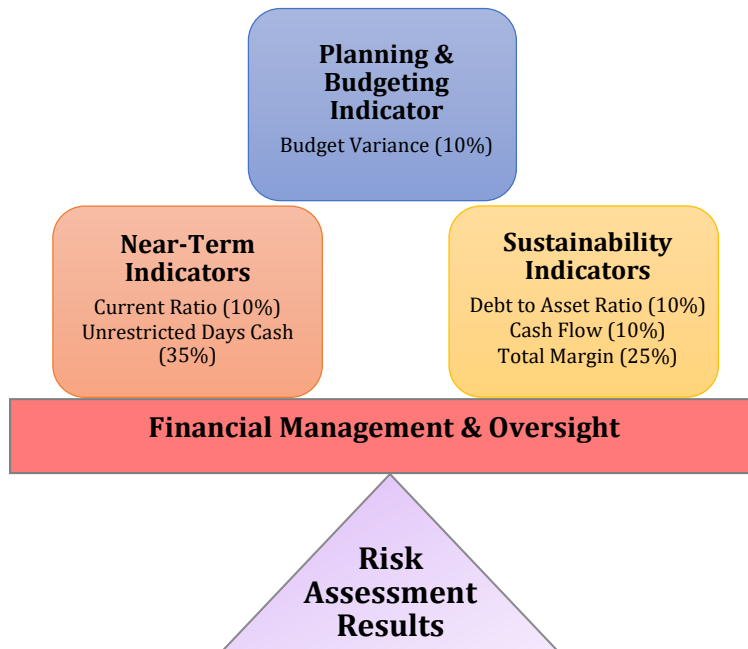 Planning &
Budgeting
Indicator
Budget Variance (10%)
Near-Term
Indicators
Current Ratio (10%)
Unrestricted Days Cash
(35%)
Sustainability
Indicators
Debt to Asset Ratio (10%)
Cash Flow (10%)
Total Margin (25%)
Financial Management & Oversight
Risk
Assessment
Results